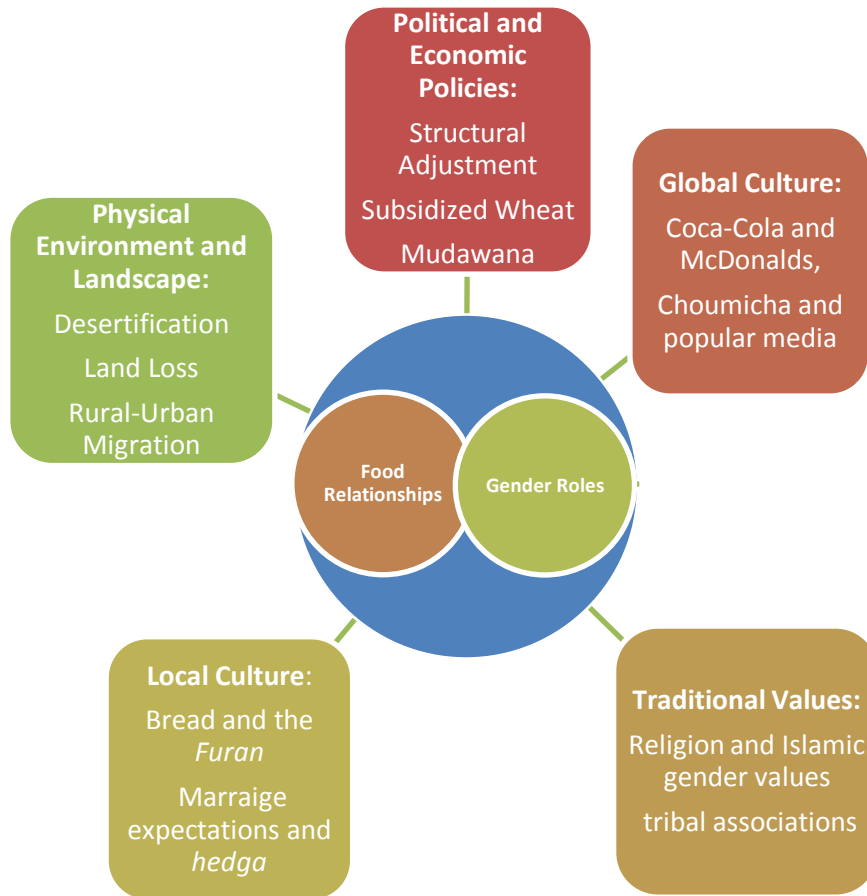 Political and
Economic
Policies:
Structural
Adjustment
Subsidized Wheat
Mudawana
Global Culture:
Coca-Cola and
McDonalds,
Choumicha and
popular media
Physical
Environment and
Landscape:
Desertification
Land Loss
Rural-Urban
Migration
Food
Relationships
Gender Roles
Local Culture:
Bread and the
Furan
Marraige
expectations and
hedga
Traditional Values:
Religion and Islamic
gender values
tribal associations